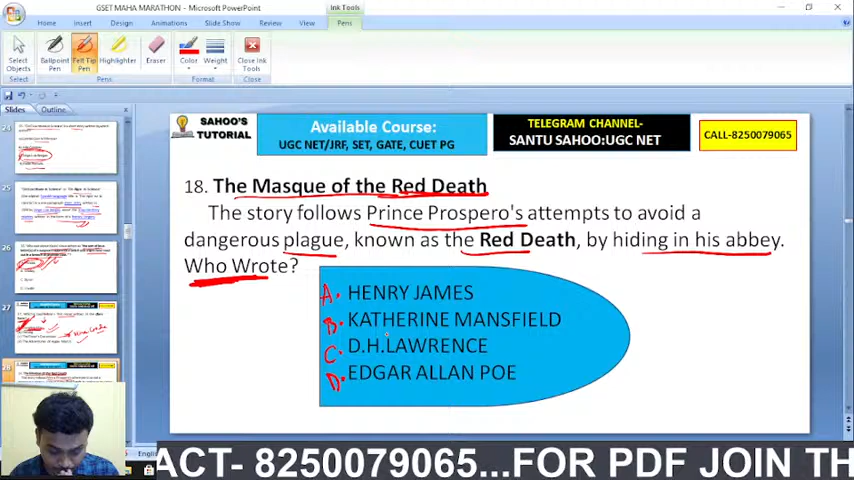 GSET MAHA MARATHON - Microsoft PowerPoint
Ink Tools
Home Insert Design Animations Slide Show Review View Pens
Select Objects
Ballpoint Pen
Felt Tip Pen
Highlighter
Eraser
Color
Weight
Close Ink Tools
Pens
Format
Close
Slides Outline
24
25
26
27
28
SAHOO'S
TUTORIAL
Available Course:
UGC NET/JRF, SET, GATE, CUET PG
TELEGRAM CHANNEL-
SANTU SAHOO:UGC NET
CALL-8250079065
18. The Masque of the Red Death
The story follows Prince Prospero's attempts to avoid a
dangerous plague, known as the Red Death, by hiding in his abbey.
Who Wrote?
A. HENRY JAMES
B. KATHERINE MANSFIELD
C. D.H.LAWRENCE
D. EDGAR ALLAN POE
ACT- 8250079065...FOR PDF JOIN TH